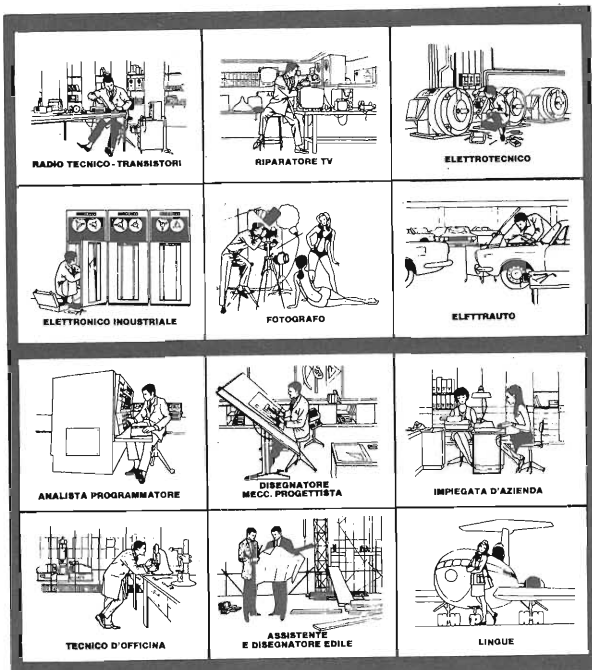 RADIO TECNICO - TRANSISTORI
RIPARATORE TV
ELETTROTECNICO
ELETTRONICO INDUSTRIALE
FOTOGRAFO
ELETTRAUTO
ANALISTA PROGRAMMATORE
DISEGNATORE
MECC. PROGETTISTA
IMPIEGATA D'AZIENDA
TECNICO D'OFFICINA
ASSISTENTE
E DISEGNATORE EDILE
LINGUE